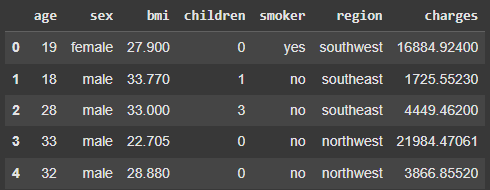 age sex bmi children smoker region charges
0 19 female 27.900 0 yes southwest 16884.92400
1 18 male 33.770 1 no southeast 1725.55230
2 28 male 33.000 3 no southeast 4449.46200
3 33 male 22.705 0 no northwest 21984.47061
4 32 male 28.880 0 no northwest 3866.85520